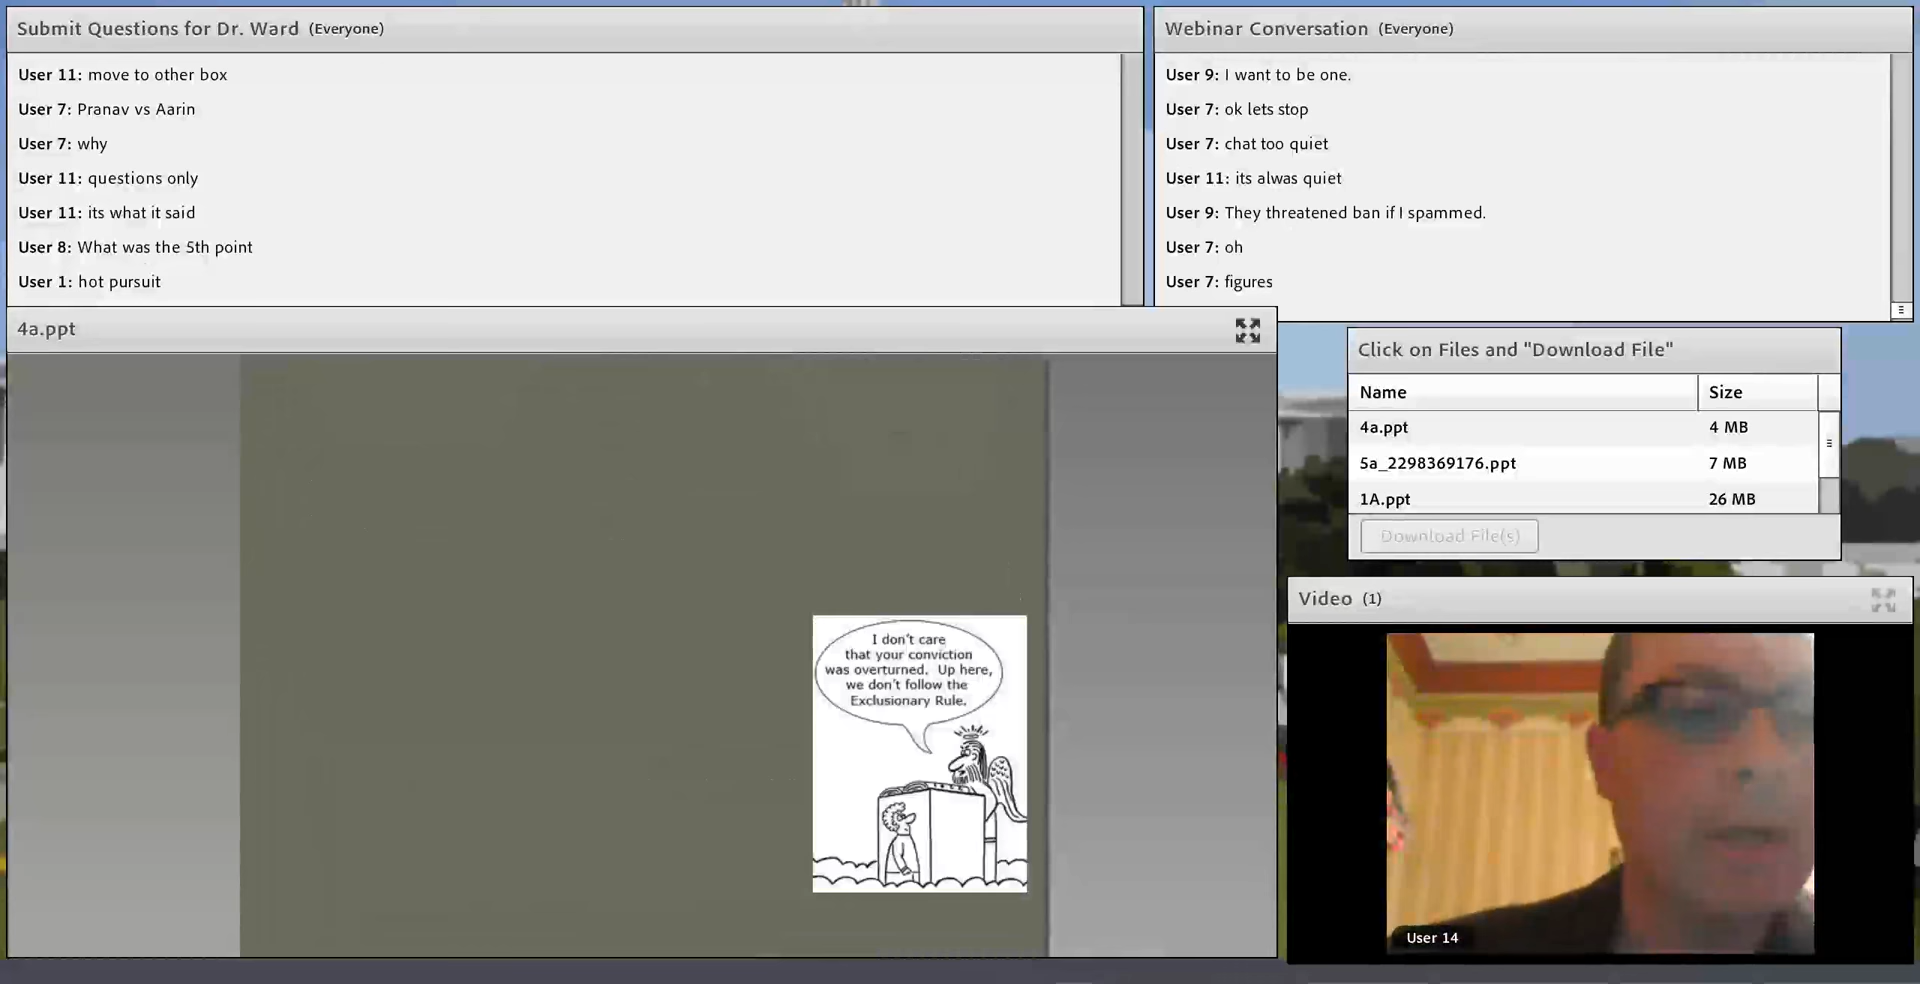 Submit Questions for Dr. Ward (Everyone)
User 11: move to other box
User 7: Pranav vs Aarin
User 7: why
User 11: questions only
User 11: its what it said
User 8: What was the 5th point
User 1: hot pursuit
Webinar Conversation (Everyone)
User 9: I want to be one.
User 7: ok lets stop
User 7: chat too quiet
User 11: its alwas quiet
User 9: They threatened ban if I spammed.
User 7: oh
User 7: figures
4a.ppt
I don't care
that your conviction
was overturned. Up here,
we don't follow the
Exclusionary Rule.
Click on Files and "Download File"
Name Size
4a.ppt 4 MB
5a_2298369176.ppt 7 MB
1A.ppt 26 MB
Download File(s)
Video (1)
User 14